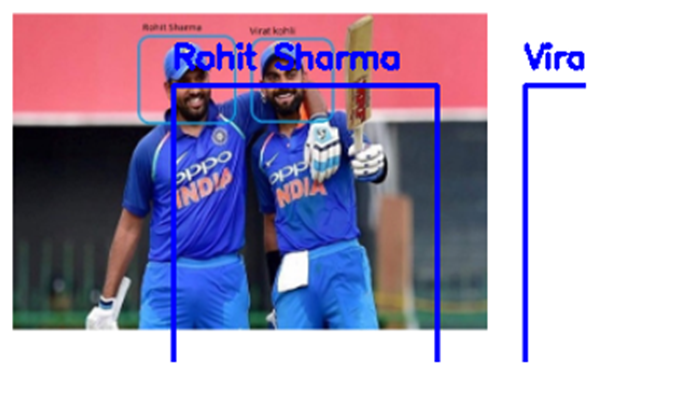 Rohit Sharma
Virat kohli
Rohit Sharma
Vira
oppo
INDIA
oppo
INDIA